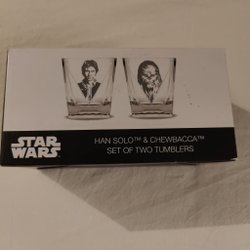 STAR
WARS
HAN SOLO™ & CHEWBACCA™
SET OF TWO TUMBLERS